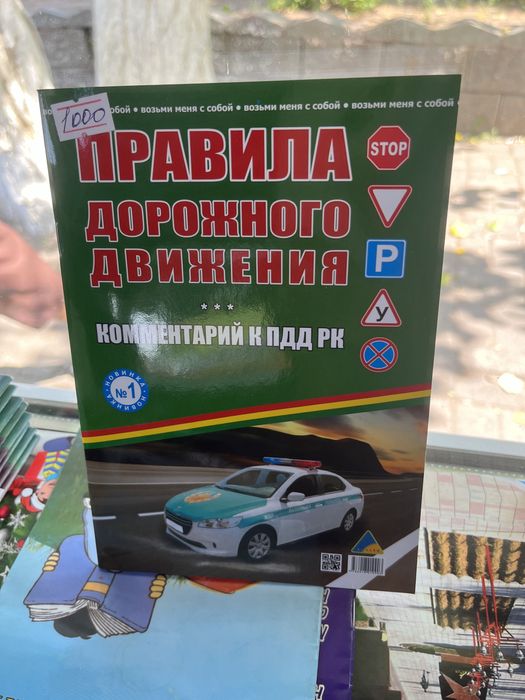 возьми меня с собой • возьми меня с собой • возьми меня с собой
1000
ПРАВИЛА
ДОРОЖНОГО
ДВИЖЕНИЯ
* * *
КОММЕНТАРИЙ К ПДД РК
STOP
P
У
НОВИНКА
№1
НОВИНКА